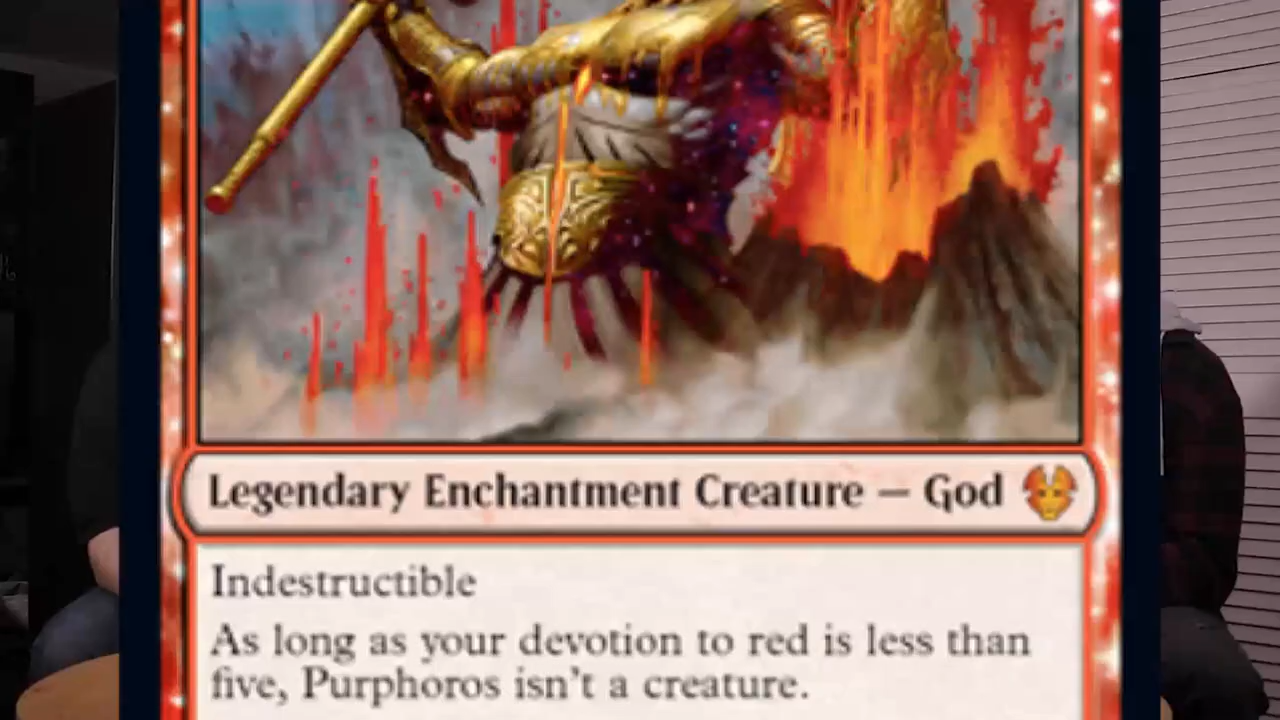 Legendary Enchantment Creature — God
Indestructible
As long as your devotion to red is less than
five, Purphoros isn't a creature.